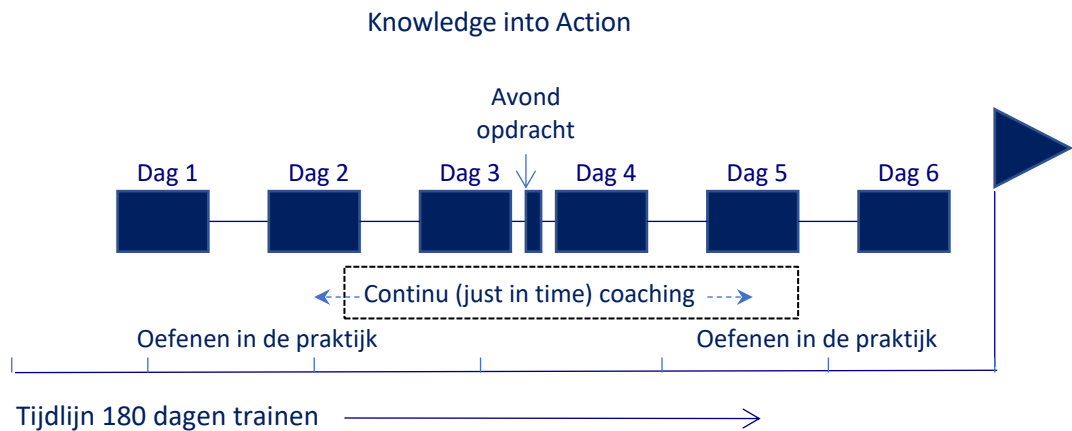 Knowledge into Action
Avond
opdracht
Dag 1
Dag 2
Dag 3
Dag 4
Dag 5
Dag 6
Continu (just in time) coaching
Oefenen in de praktijk
Oefenen in de praktijk
Tijdlijn 180 dagen trainen